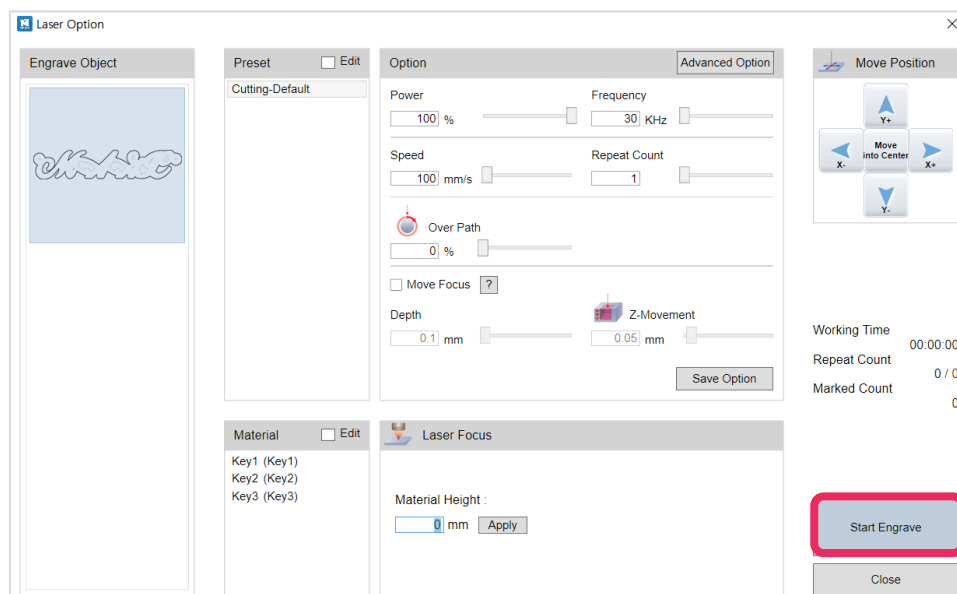 Laser Option
Engrave Object
Preset
Edit
Cutting-Default
Option
Advanced Option
Power
100 %
Frequency
30 KHz
Speed
100 mm/s
Repeat Count
1
Over Path
0 %
Move Focus ?
Depth
0.1 mm
Z-Movement
0.05 mm
Save Option
Material
Edit
Key1 (Key1)
Key2 (Key2)
Key3 (Key3)
Laser Focus
Material Height :
0 mm Apply
Move Position
Y+
X-
Move
into Center
X+
Y-
Working Time
00:00:00
Repeat Count
0 / 0
Marked Count
0
Start Engrave
Close